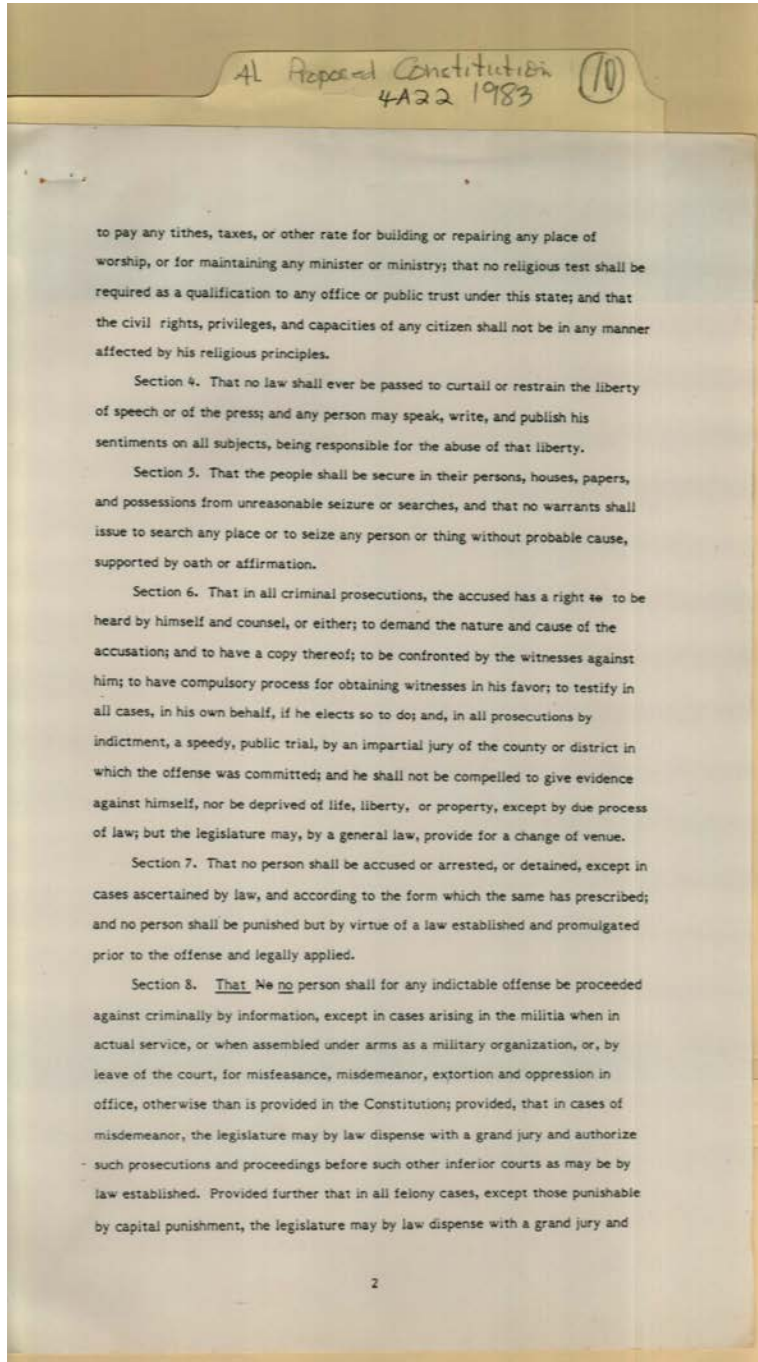 AL Proposed Constitution 10
4A22 1983
to pay any tithes, taxes, or other rate for building or repairing any place of
worship, or for maintaining any minister or ministry; that no religious test shall be
required as a qualification to any office or public trust under this state; and that
the civil rights, privileges, and capacities of any citizen shall not be in any manner
affected by his religious principles.
Section 4. That no law shall ever be passed to curtail or restrain the liberty
of speech or of the press; and any person may speak, write, and publish his
sentiments on all subjects, being responsible for the abuse of that liberty.
Section 5. That the people shall be secure in their persons, houses, papers,
and possessions from unreasonable seizure or searches, and that no warrants shall
issue to search any place or to seize any person or thing without probable cause,
supported by oath or affirmation.
Section 6. That in all criminal prosecutions, the accused has a right to to be
heard by himself and counsel, or either; to demand the nature and cause of the
accusation; and to have a copy thereof; to be confronted by the witnesses against
him; to have compulsory process for obtaining witnesses in his favor; to testify in
all cases, in his own behalf, if he elects so to do; and, in all prosecutions by
indictment, a speedy, public trial, by an impartial jury of the county or district in
which the offense was committed; and he shall not be compelled to give evidence
against himself, nor be deprived of life, liberty, or property, except by due process
of law; but the legislature may, by a general law, provide for a change of venue.
Section 7. That no person shall be accused or arrested, or detained, except in
cases ascertained by law, and according to the form which the same has prescribed;
and no person shall be punished but by virtue of a law established and promulgated
prior to the offense and legally applied.
Section 8. That No no person shall for any indictable offense be proceeded
against criminally by information, except in cases arising in the militia when in
actual service, or when assembled under arms as a military organization, or, by
leave of the court, for misfeasance, misdemeanor, extortion and oppression in
office, otherwise than is provided in the Constitution; provided, that in cases of
misdemeanor, the legislature may by law dispense with a grand jury and authorize
such prosecutions and proceedings before such other inferior courts as may be by
law established. Provided further that in all felony cases, except those punishable
by capital punishment, the legislature may by law dispense with a grand jury and
2